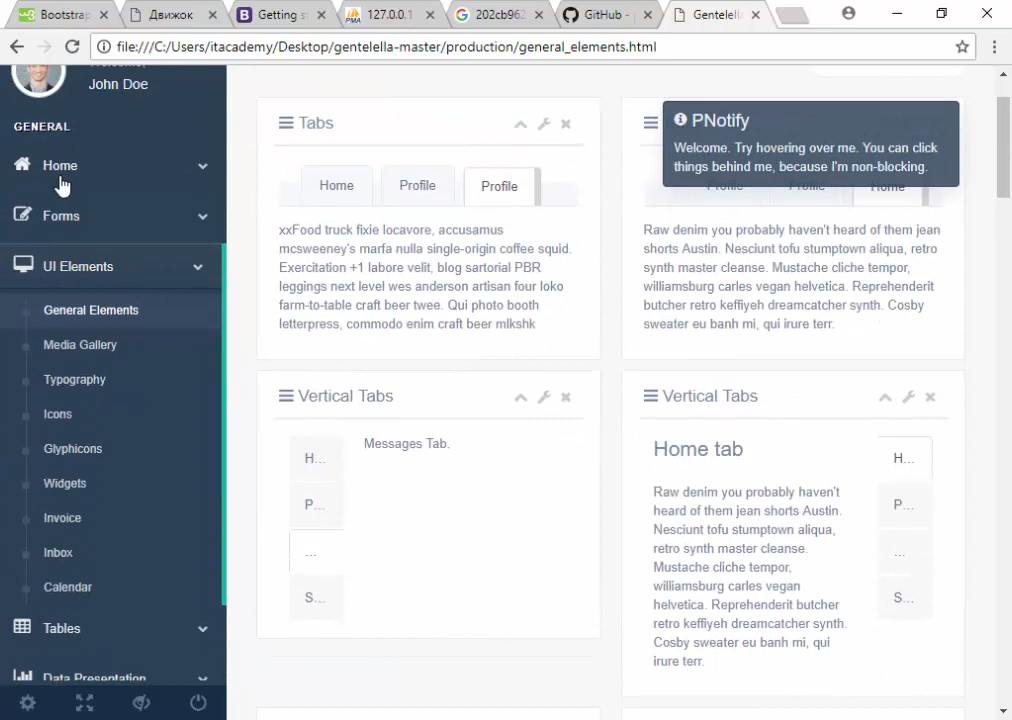 Bootstrap
Движок
Getting s
127.0.0.1
202cb962
GitHub -
Gentelell
file:///C:/Users/itacademy/Desktop/gentelella-master/production/general_elements.html
John Doe
GENERAL
Home
Forms
UI Elements
General Elements
Media Gallery
Typography
Icons
Glyphicons
Widgets
Invoice
Inbox
Calendar
Tables
Data Presentation
Tabs
Home Profile Profile
xxFood truck fixie locavore, accusamus
mcsweeney's marfa nulla single-origin coffee squid.
Exercitation +1 labore velit, blog sartorial PBR
leggings next level wes anderson artisan four loko
farm-to-table craft beer twee. Qui photo booth
letterpress, commodo enim craft beer mlkshk
PNotify
Welcome. Try hovering over me. You can click
things behind me, because I'm non-blocking.
Profile Profile Home
Raw denim you probably haven't heard of them jean
shorts Austin. Nesciunt tofu stumptown aliqua, retro
synth master cleanse. Mustache cliche tempor,
williamsburg carles vegan helvetica. Reprehenderit
butcher retro keffiyeh dreamcatcher synth. Cosby
sweater eu banh mi, qui irure terr.
Vertical Tabs
H...
P...
...
S...
Messages Tab.
Vertical Tabs
Home tab
Raw denim you probably haven't
heard of them jean shorts Austin.
Nesciunt tofu stumptown aliqua,
retro synth master cleanse.
Mustache cliche tempor,
williamsburg carles vegan
helvetica. Reprehenderit butcher
retro keffiyeh dreamcatcher synth.
Cosby sweater eu banh mi, qui
irure terr.
H...
P...
...
S...